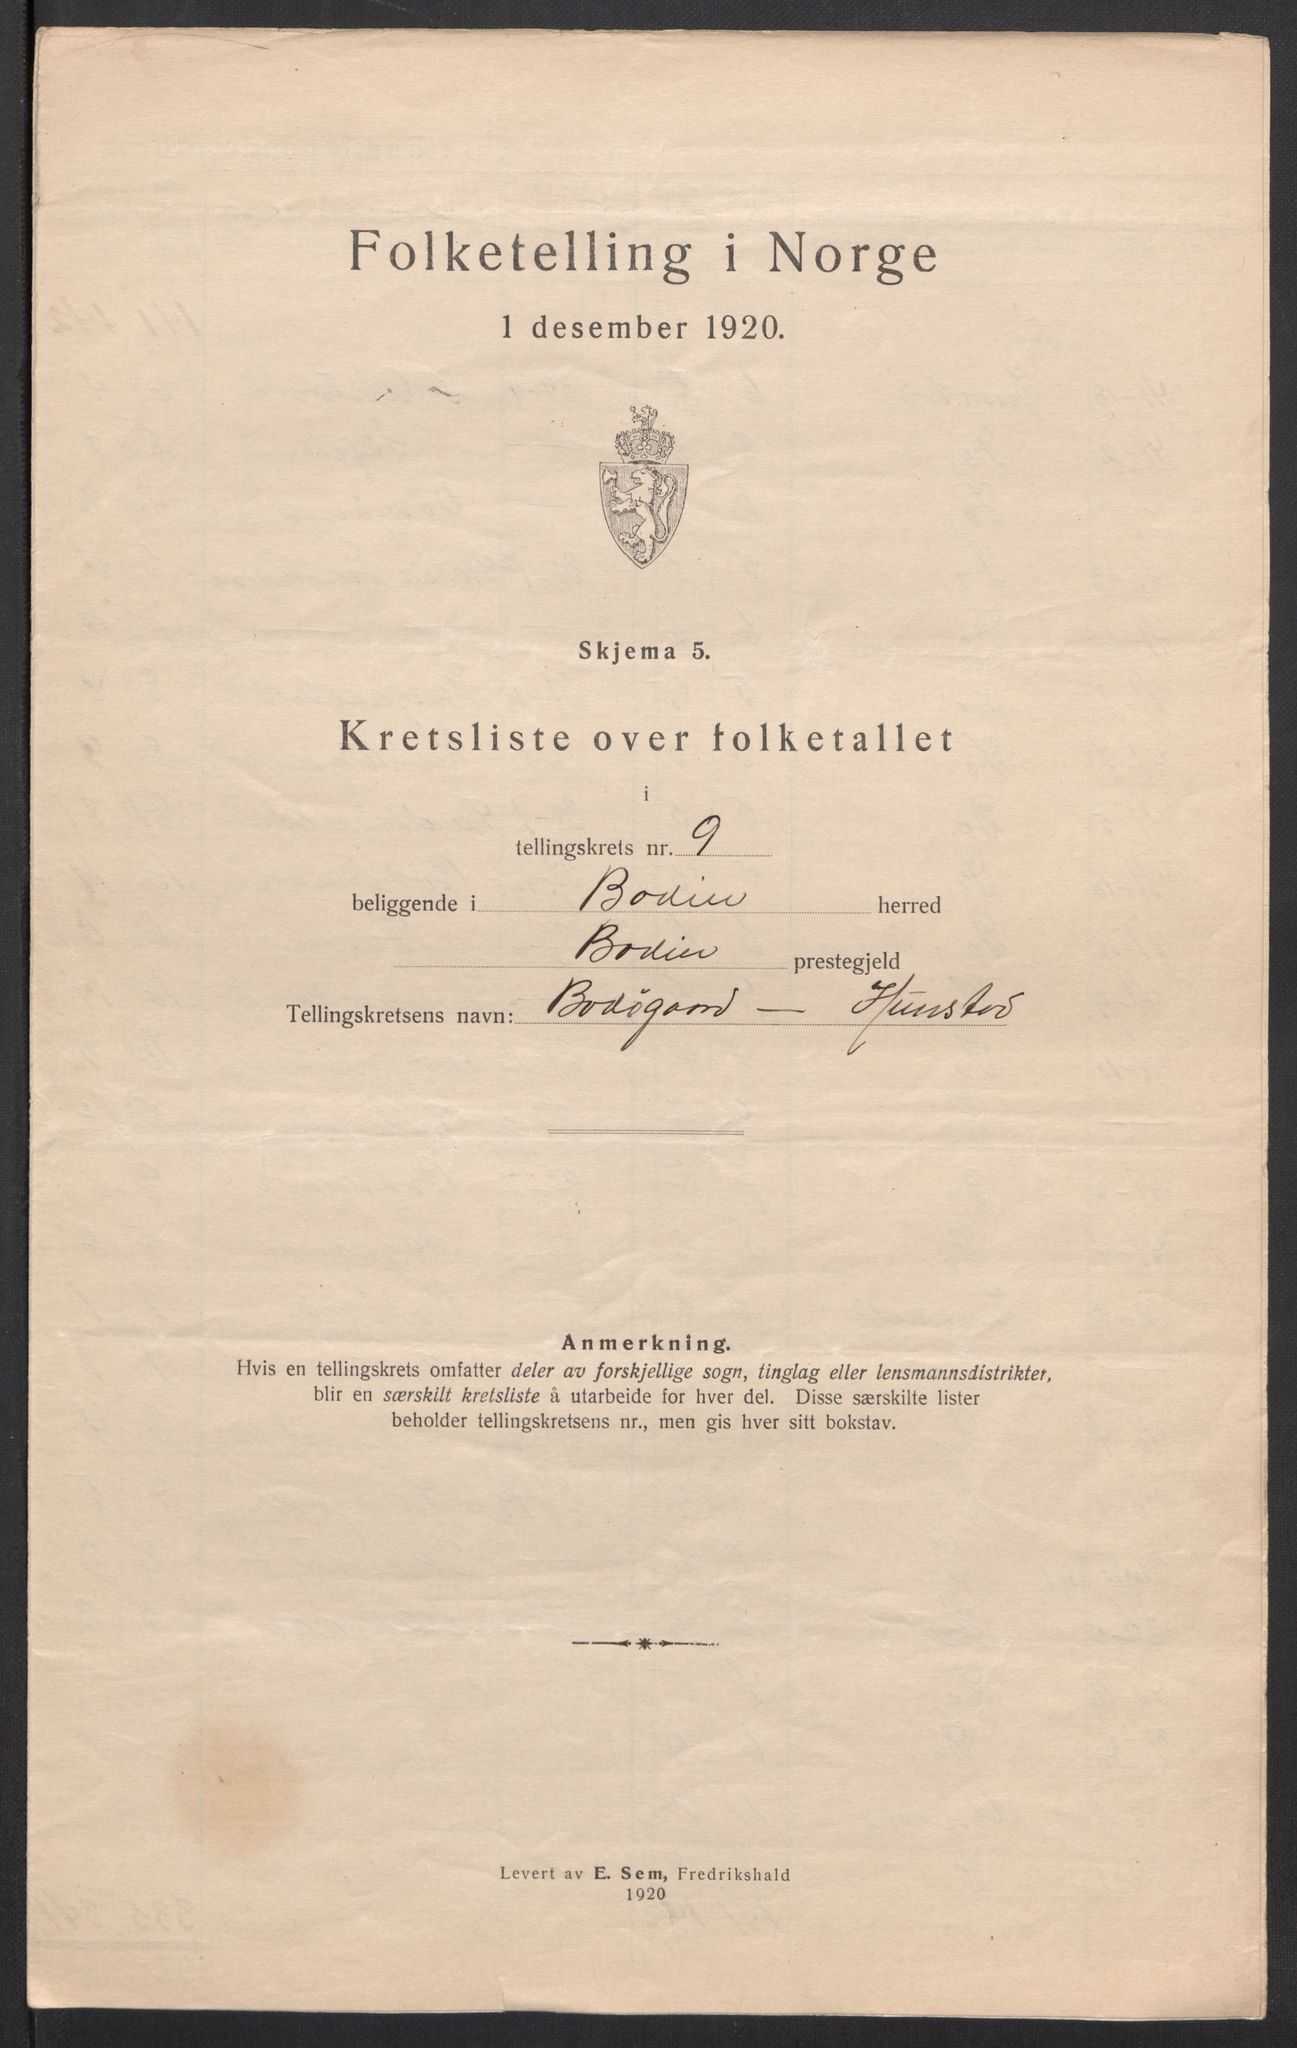 Folketelling i Norge
1 desember 1920.
Skjema 5.
Kretsliste over folketallet
i
tellingskrets nr. 9
beliggende i Bodin herred
Bodin prestegjeld
Tellingskretsens navn: Bodøgaard — Hunstad
Anmerkning.
Hvis en tellingskrets omfatter deler av forskjellige sogn, tinglag eller lensmannsdistrikter,
blir en særskilt kretsliste å utarbeide for hver del. Disse særskilte lister
beholder tellingskretsens nr., men gis hver sitt bokstav.
Levert av E. Sem, Fredrikshald
1920